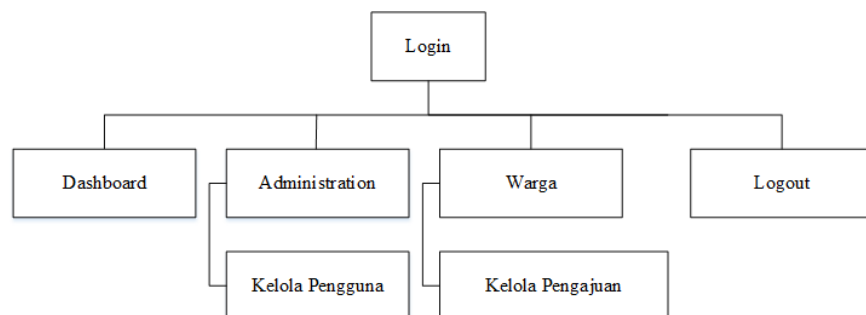 Login
Dashboard
Administration
Warga
Logout
Kelola Pengguna
Kelola Pengajuan